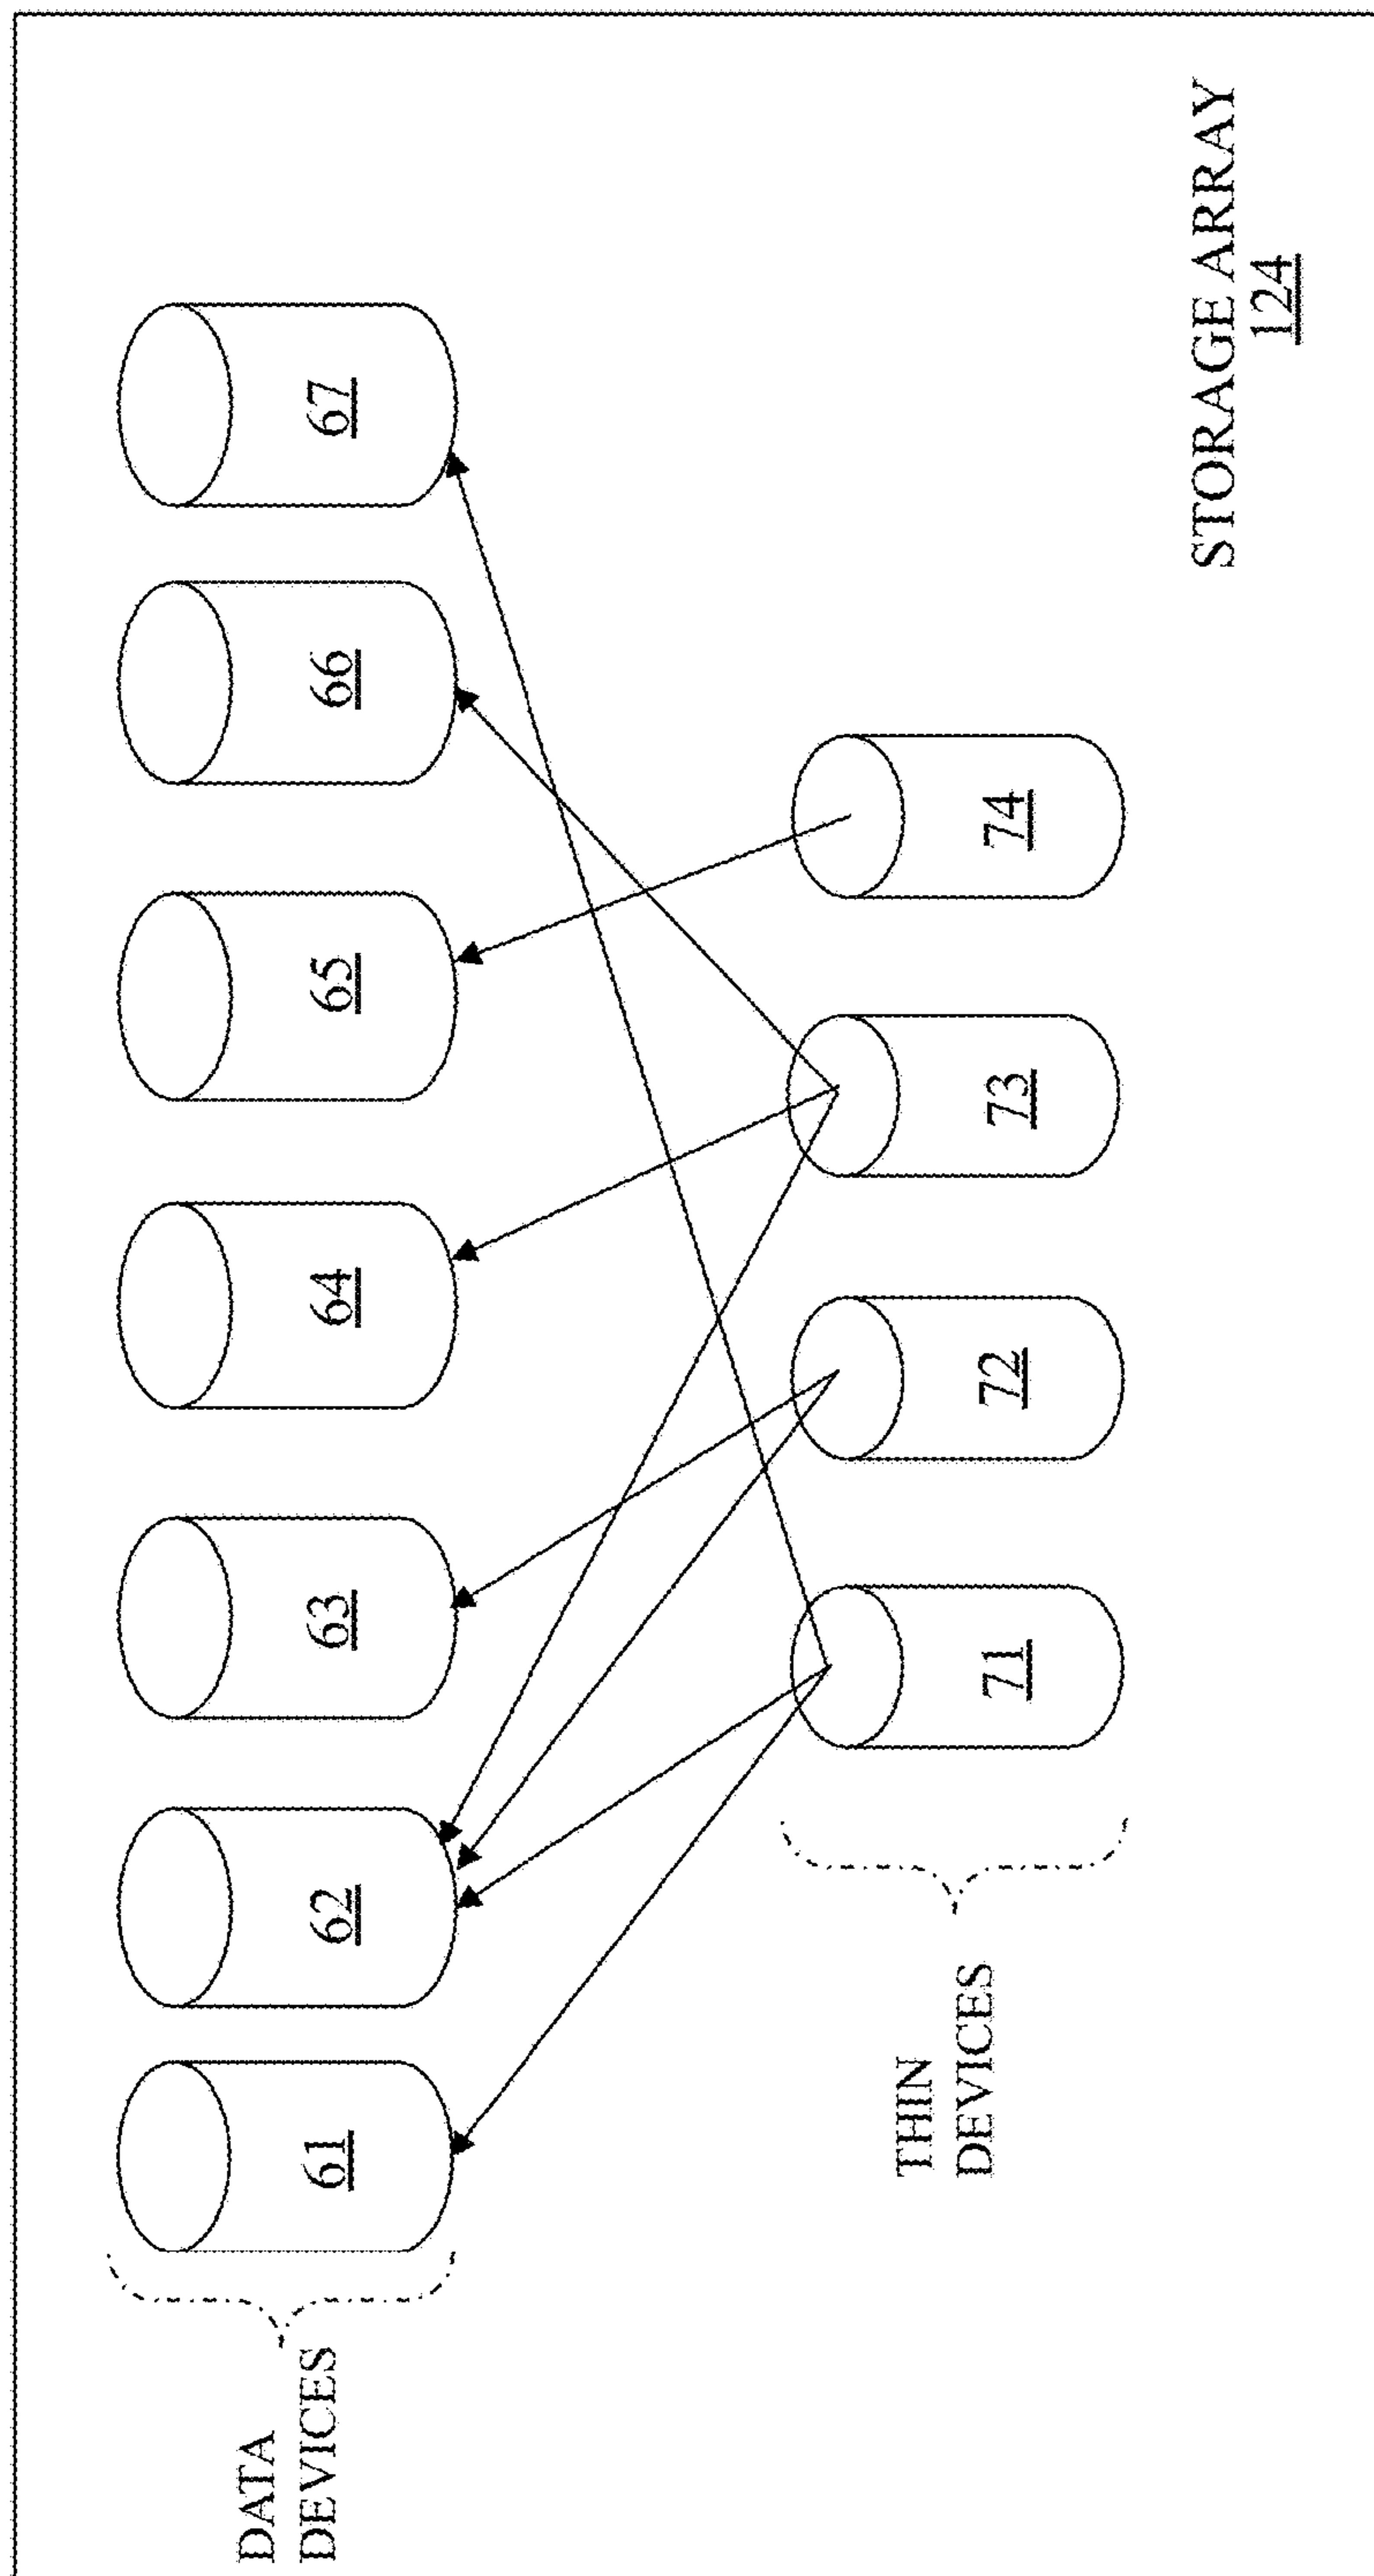 DATA
DEVICES
61
62
63
64
65
66
67
THIN
DEVICES
71
72
73
74
STORAGE ARRAY
124